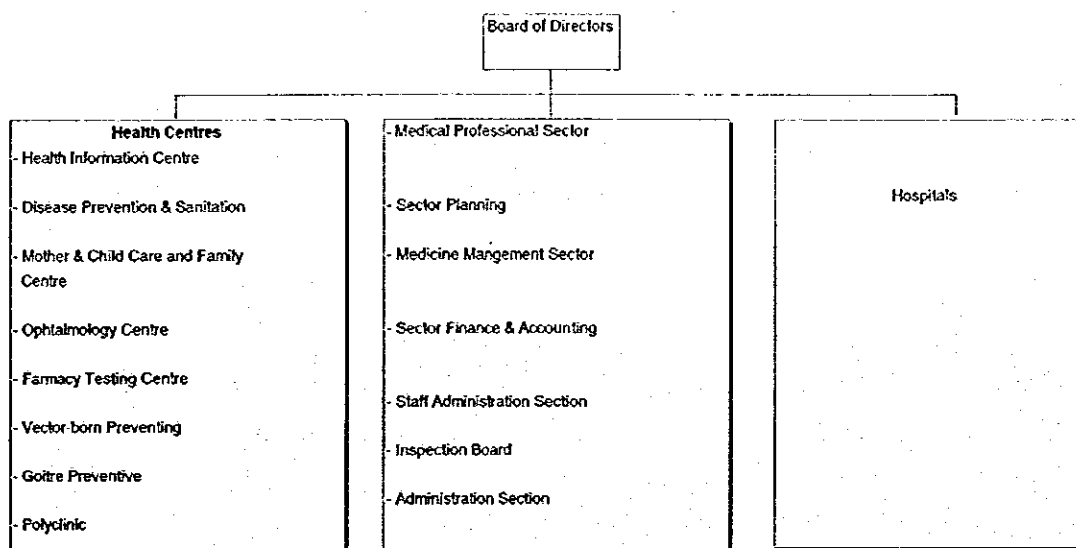 Board of Directors
Health Centres
- Health Information Centre
- Disease Prevention & Sanitation
- Mother & Child Care and Family
Centre
- Ophtalmology Centre
- Farmacy Testing Centre
- Vector-born Preventing
- Goitre Preventive
- Polyclinic
- Medical Professional Sector
- Sector Planning
- Medicine Mangement Sector
- Sector Finance & Accounting
- Staff Administration Section
- Inspection Board
- Administration Section
Hospitals